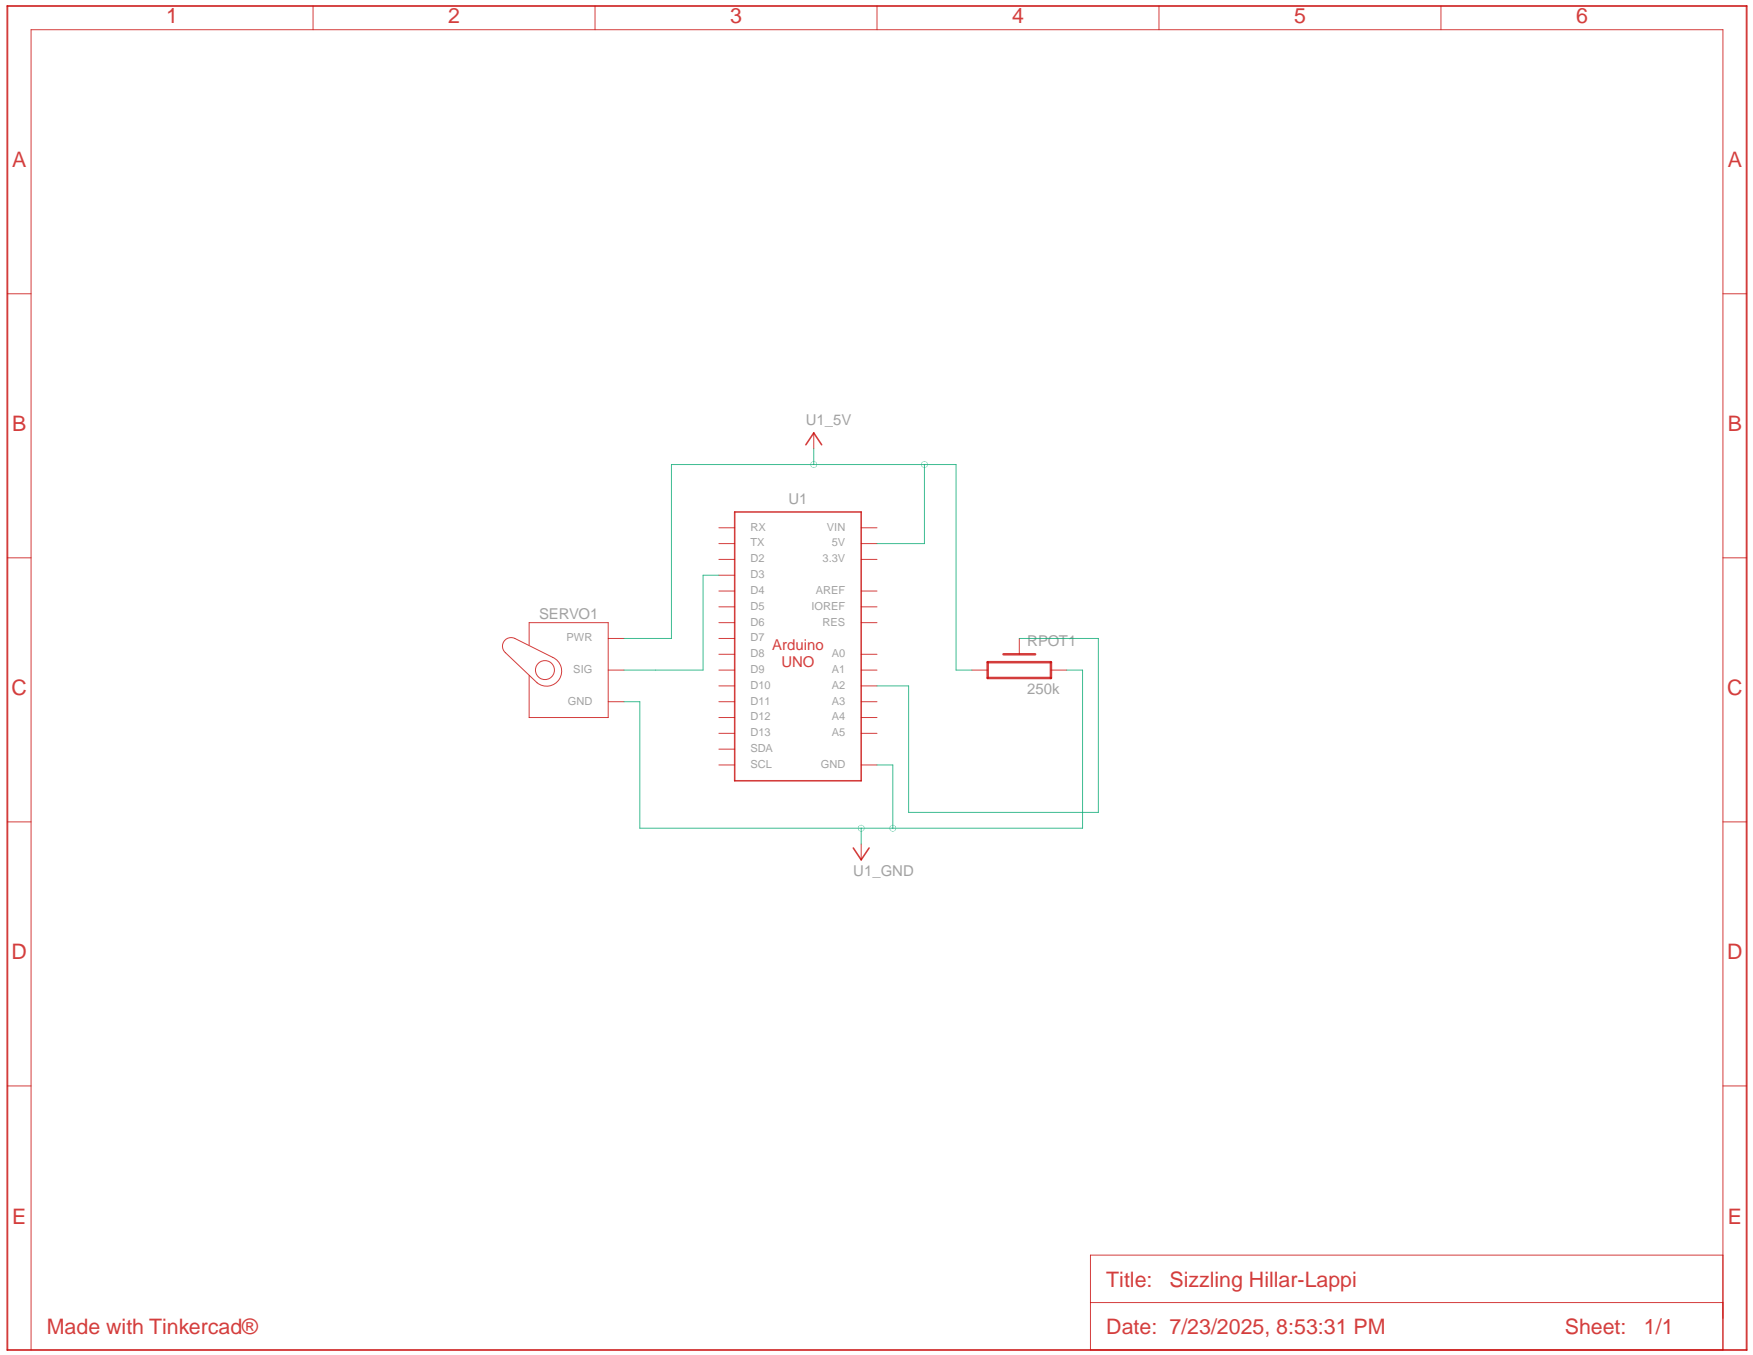 1 2 3 4 5 6
A A
B B
U1_5V
U1
RX VIN
TX 5V
D2 3.3V
D3
D4 AREF
D5 IOREF
D6 RES
D7
D8 A0
D9 A1
D10 A2
D11 A3
D12 A4
D13 A5
SDA
SCL GND
Arduino
UNO
SERVO1
PWR
SIG
GND
RPOT1
250k
C C
U1_GND
D D
E E
Title: Sizzling Hillar-Lappi
Made with Tinkercad®
Date: 7/23/2025, 8:53:31 PM Sheet: 1/1